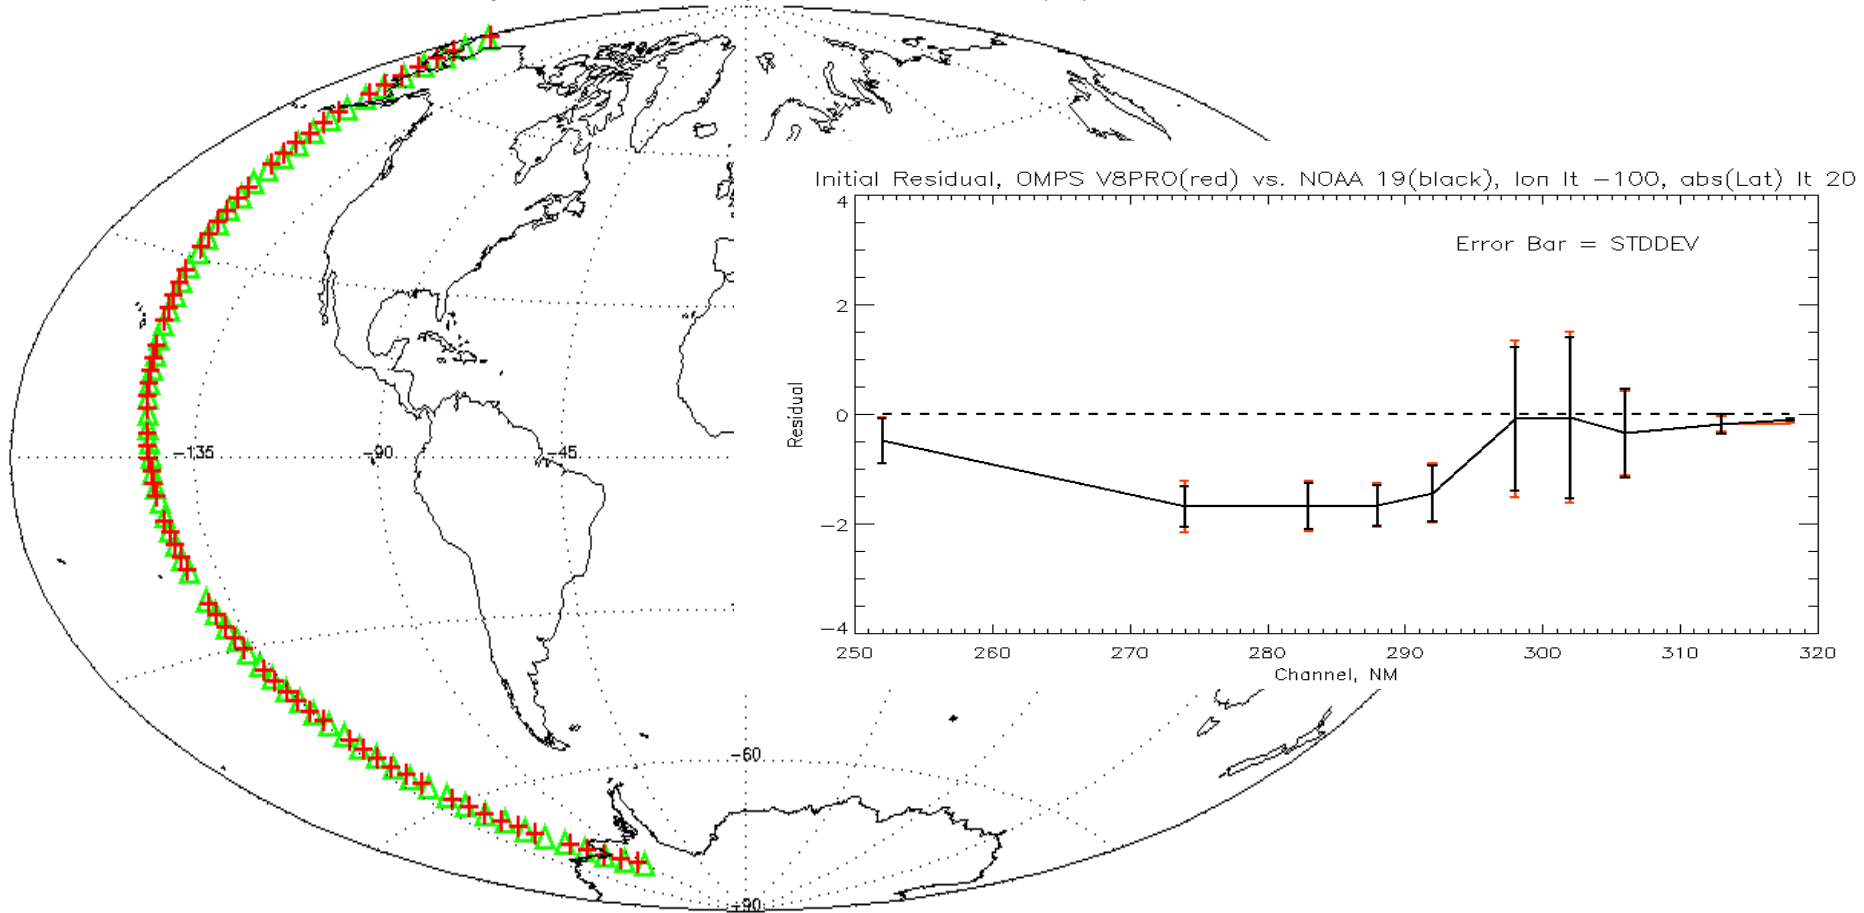 Initial Residual, OMPS V8PRO(red) vs. NOAA 19(black), lon lt −100, abs(Lat) lt 20
Error Bar = STDDEV
4
2
0
−2
−4
Residual
250 260 270 280 290 300 310 320
Channel, NM
−135 −90 −45
−60
−90